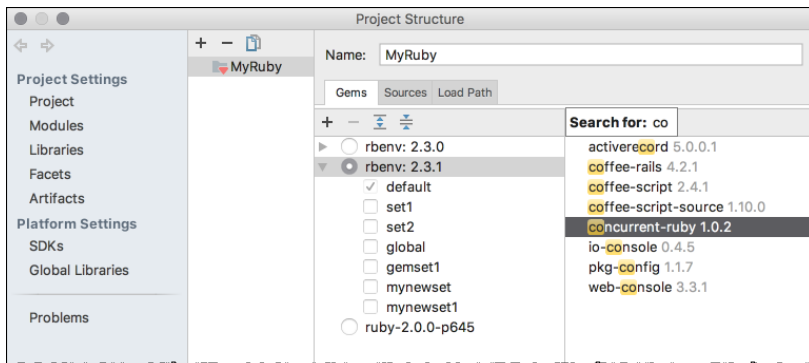 Project Structure
Project Settings
Project
Modules
Libraries
Facets
Artifacts
Platform Settings
SDKs
Global Libraries
Problems
MyRuby
Name: MyRuby
Gems Sources Load Path
rbenv: 2.3.0
rbenv: 2.3.1
default
set1
set2
global
gemset1
mynewset
mynewset1
ruby-2.0.0-p645
Search for: co
activerecord 5.0.0.1
coffee-rails 4.2.1
coffee-script 2.4.1
coffee-script-source 1.10.0
concurrent-ruby 1.0.2
io-console 0.4.5
pkg-config 1.1.7
web-console 3.3.1